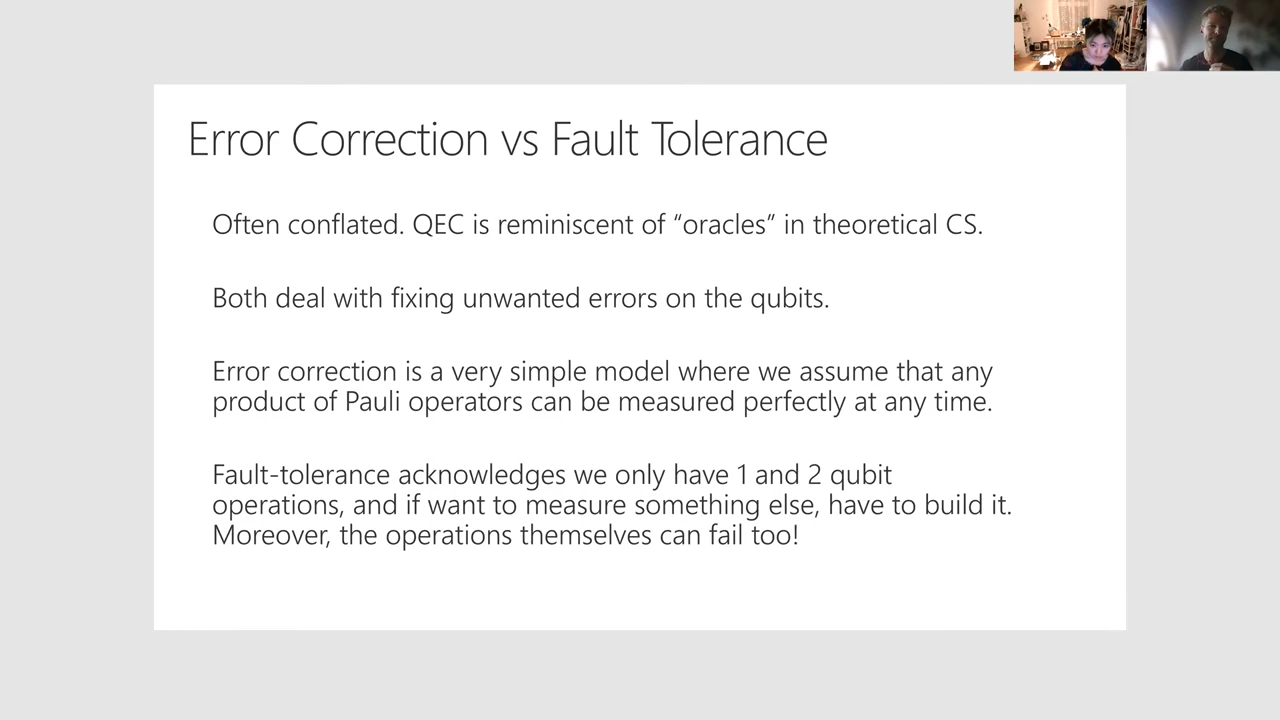 Error Correction vs Fault Tolerance
Often conflated. QEC is reminiscent of “oracles” in theoretical CS.
Both deal with fixing unwanted errors on the qubits.
Error correction is a very simple model where we assume that any
product of Pauli operators can be measured perfectly at any time.
Fault-tolerance acknowledges we only have 1 and 2 qubit
operations, and if want to measure something else, have to build it.
Moreover, the operations themselves can fail too!